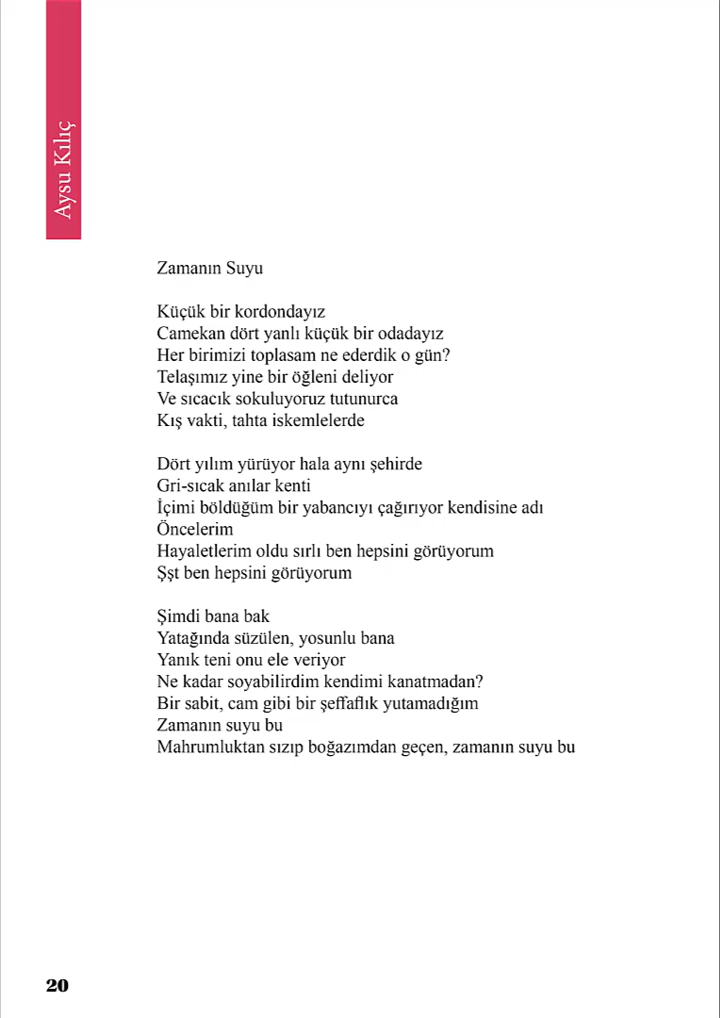 Aysu Kılıç
Zamanın Suyu
Küçük bir kordondayız
Camekan dört yanlı küçük bir odadayız
Her birimizi toplasam ne ederdik o gün?
Telaşımız yine bir öğleni deliyor
Ve sıcacık sokuluyoruz tutunurca
Kış vakti, tahta iskemlelerde
Dört yılım yürüyor hala aynı şehirde
Gri-sıcak anılar kenti
İçimi böldüğüm bir yabancıyı çağırıyor kendisine adı
Öncelerim
Hayaletlerim oldu sırlı ben hepsini görüyorum
Şşt ben hepsini görüyorum
Şimdi bana bak
Yatağında süzülen, yosunlu bana
Yanık teni onu ele veriyor
Ne kadar soyabilirdim kendimi kanatmadan?
Bir sabit, cam gibi bir şeffaflık yutamadığım
Zamanın suyu bu
Mahrumluktan sızıp boğazımdan geçen, zamanın suyu bu
20